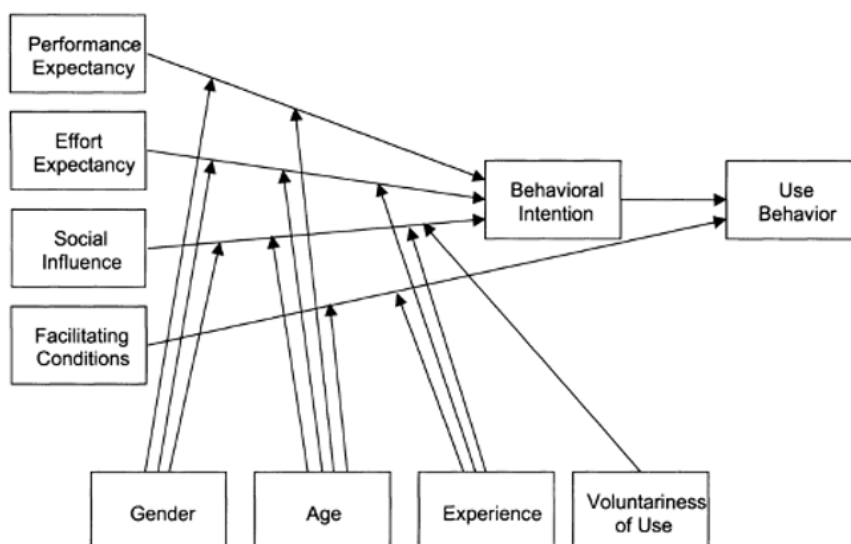 Performance
Expectancy
Effort
Expectancy
Social
Influence
Facilitating
Conditions
Behavioral
Intention
Use
Behavior
Gender
Age
Experience
Voluntariness
of Use